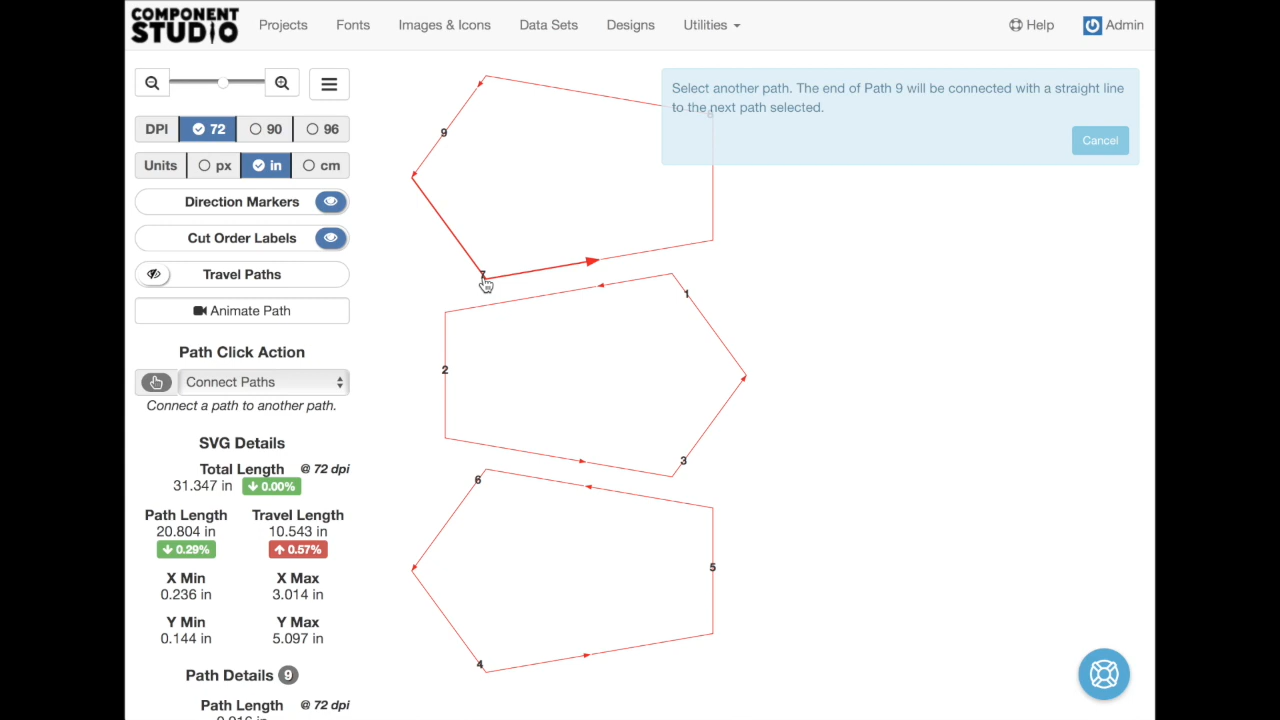 COMPONENT
STUDIO
Projects
Fonts
Images & Icons
Data Sets
Designs
Utilities
Help
Admin
Select another path. The end of Path 9 will be connected with a straight line
to the next path selected.
Cancel
DPI
72
90
96
Units
px
in
cm
Direction Markers
Cut Order Labels
Travel Paths
Animate Path
Path Click Action
Connect Paths
Connect a path to another path.
SVG Details
Total Length @ 72 dpi
31.347 in 0.00%
Path Length Travel Length
20.804 in 10.543 in
0.29% 0.57%
X Min X Max
0.236 in 3.014 in
Y Min Y Max
0.144 in 5.097 in
Path Details 9
Path Length @ 72 dpi
9
7
1
2
3
6
5
4